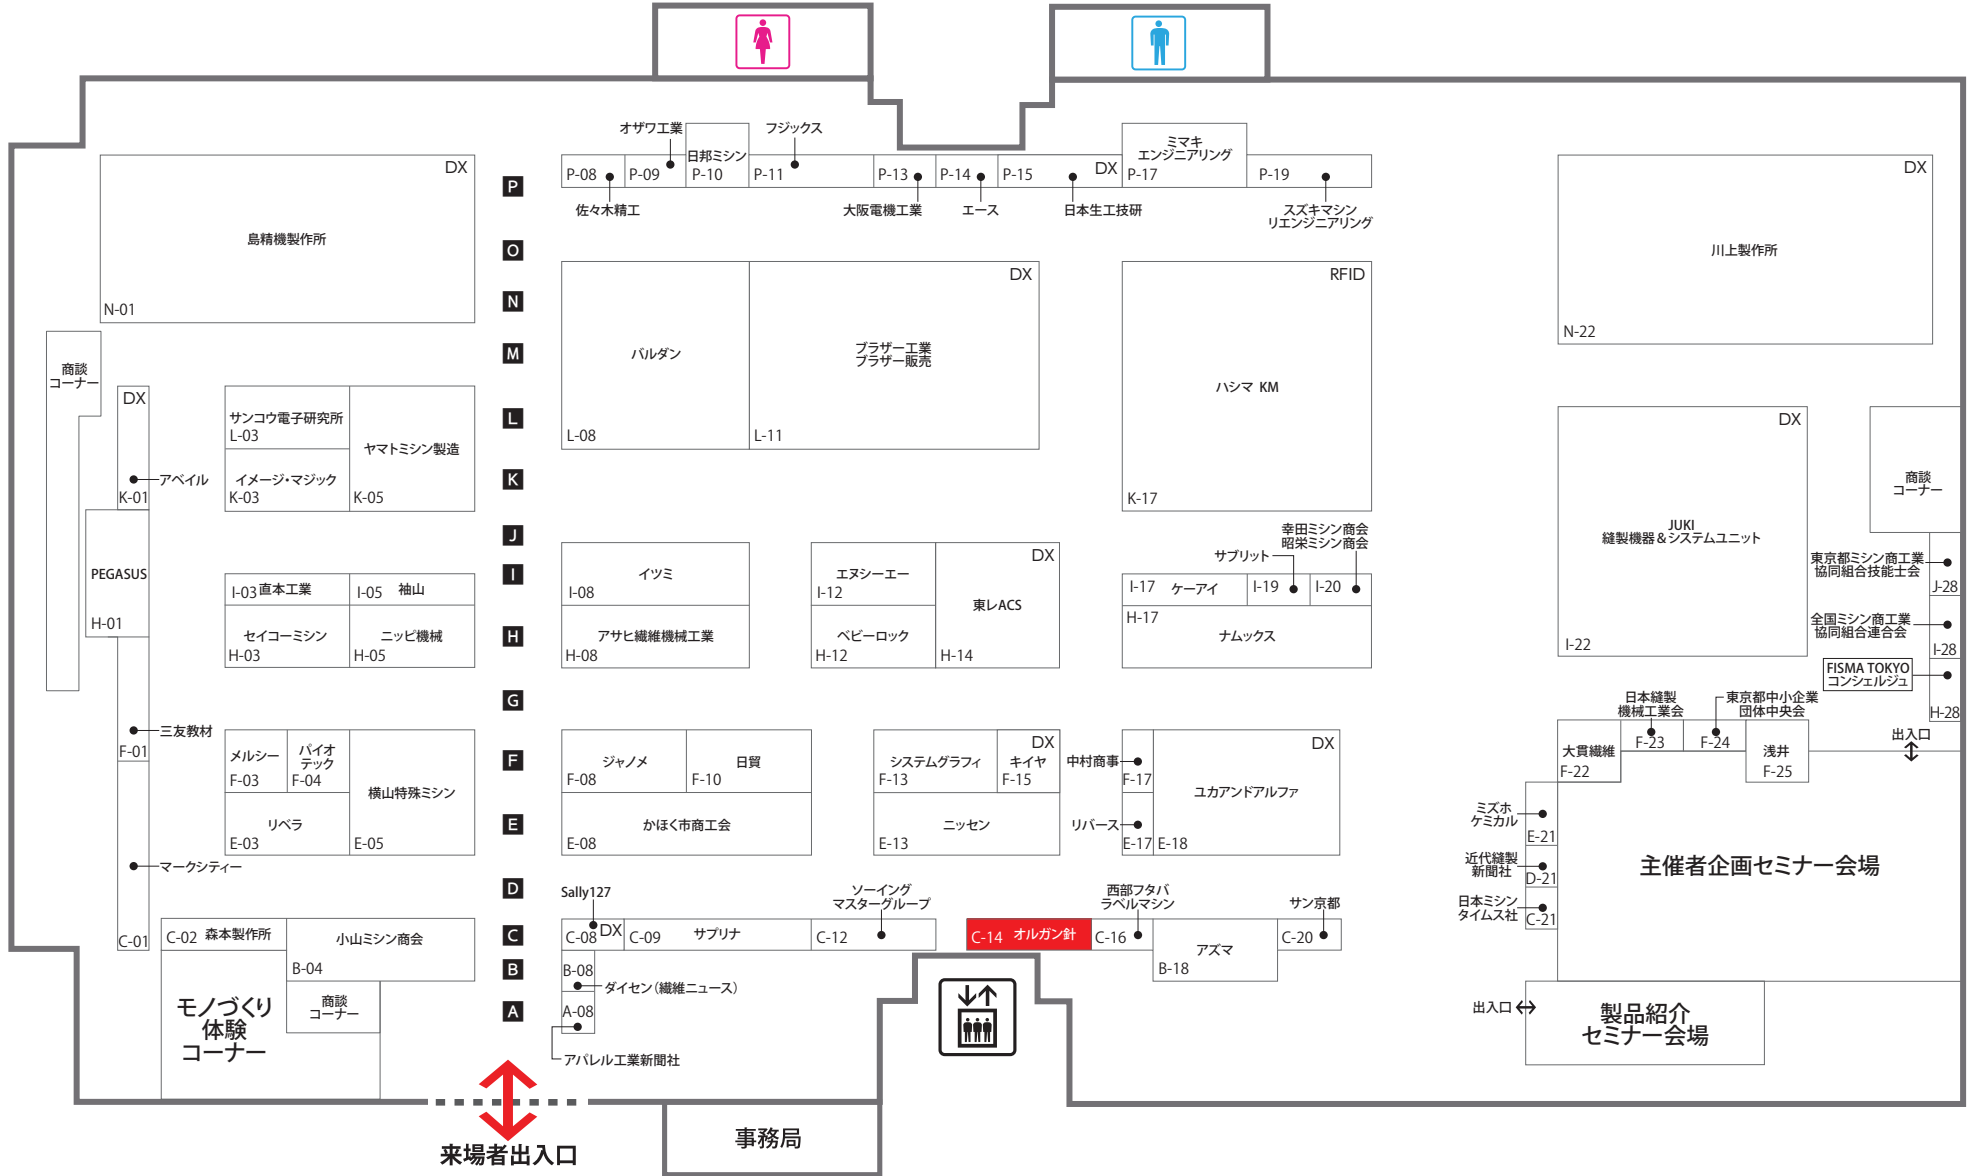 オザワ工業
フジックス
日邦ミシン
ミマキ
エンジニアリング
P-08
P-09
P-10
P-11
P-13
P-14
P-15
DX
P-17
P-19
佐々木精工
大阪電機工業
エース
日本生工技研
スズキマシン
リエンジニアリング
DX
島精機製作所
N-01
DX
川上製作所
N-22
P
O
N
M
L
K
J
I
H
G
F
E
D
C
B
A
バルダン
L-08
DX
ブラザー工業
ブラザー販売
L-11
RFID
ハシマ KM
K-17
商談
コーナー
DX
アベイル
K-01
サンコウ電子研究所
L-03
イメージ・マジック
K-03
ヤマトミシン製造
K-05
DX
JUKI
縫製機器&システムユニット
I-22
商談
コーナー
東京都ミシン商工業
協同組合技能士会
J-28
全国ミシン商工業
協同組合連合会
I-28
FISMA TOKYO
コンシェルジュ
H-28
PEGASUS
H-01
I-03 直本工業
I-05 袖山
セイコーミシン
H-03
ニッピ機械
H-05
イツミ
I-08
アサヒ繊維機械工業
H-08
エヌシーエー
I-12
ベビーロック
H-12
DX
東レACS
H-14
幸田ミシン商会
昭栄ミシン商会
サブリット
I-17 ケーアイ
I-19
I-20
H-17
ナムックス
三友教材
F-01
メルシー
F-03
パイオ
テック
F-04
横山特殊ミシン
E-05
リベラ
E-03
マークシティー
C-01
ジャノメ
F-08
日貿
F-10
かほく市商工会
E-08
システムグラフィ
F-13
DX
キイヤ
F-15
ニッセン
E-13
中村商事
F-17
リバース
E-17
DX
ユカアンドアルファ
E-18
日本縫製
機械工業会
F-23
東京都中小企業
団体中央会
F-24
大貫繊維
F-22
浅井
F-25
出入口
ミズホ
ケミカル
E-21
近代縫製
新聞社
D-21
日本ミシン
タイムス社
C-21
主催者企画セミナー会場
出入口
製品紹介
セミナー会場
C-02 森本製作所
小山ミシン商会
B-04
商談
コーナー
モノづくり
体験
コーナー
Sally127
C-08
DX
C-09 サプリナ
ソーイング
マスターグループ
C-12
C-14 オルガン針
西部フタバ
ラベルマシン
C-16
アズマ
B-18
サン京都
C-20
B-08
ダイセン(繊維ニュース)
A-08
アパレル工業新聞社
来場者出入口
事務局